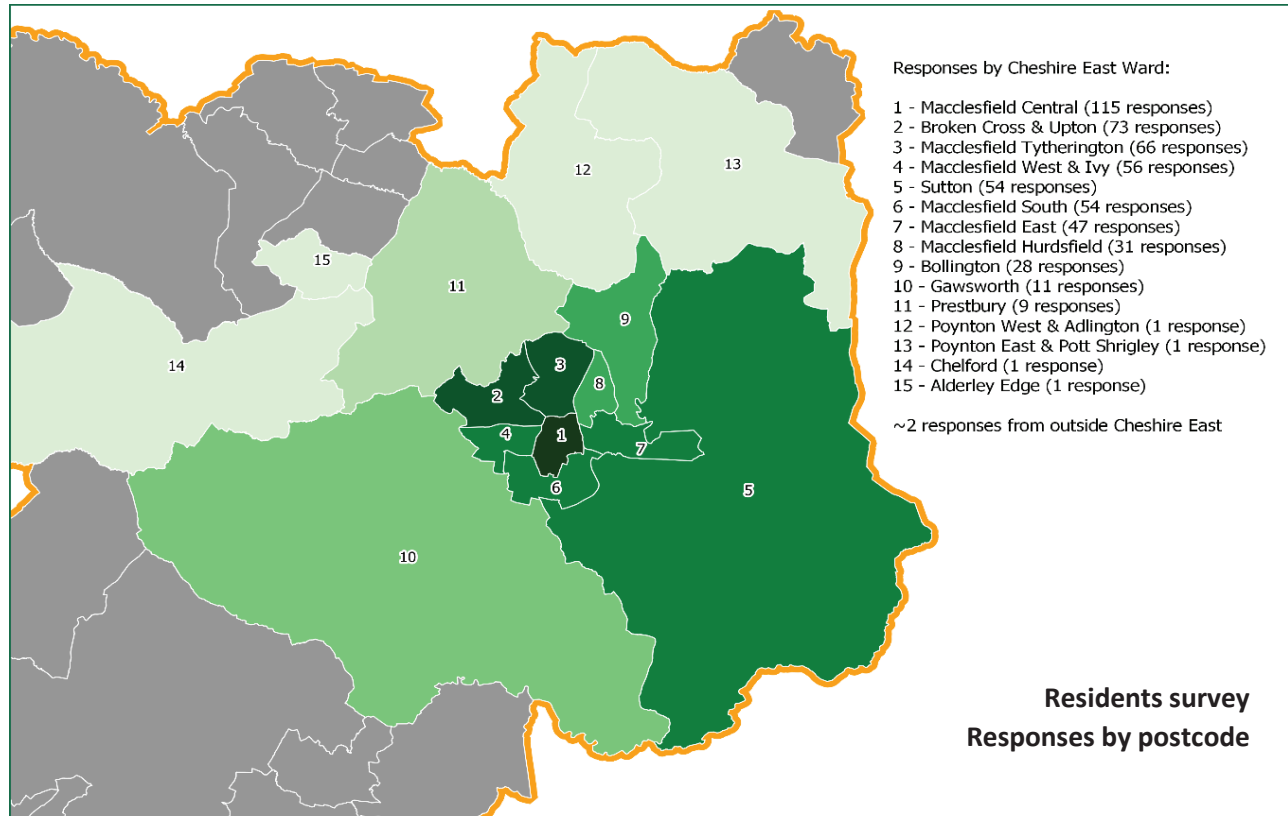 Responses by Cheshire East Ward:
1 - Macclesfield Central (115 responses)
2 - Broken Cross & Upton (73 responses)
3 - Macclesfield Tytherington (66 responses)
4 - Macclesfield West & Ivy (56 responses)
5 - Sutton (54 responses)
6 - Macclesfield South (54 responses)
7 - Macclesfield East (47 responses)
8 - Macclesfield Hurdsfield (31 responses)
9 - Bollington (28 responses)
10 - Gawsworth (11 responses)
11 - Prestbury (9 responses)
12 - Poynton West & Adlington (1 response)
13 - Poynton East & Pott Shrigley (1 response)
14 - Chelford (1 response)
15 - Alderley Edge (1 response)
~2 responses from outside Cheshire East
12
13
15
11
9
14
3
8
2
4
1
7
6
5
10
Residents survey
Responses by postcode